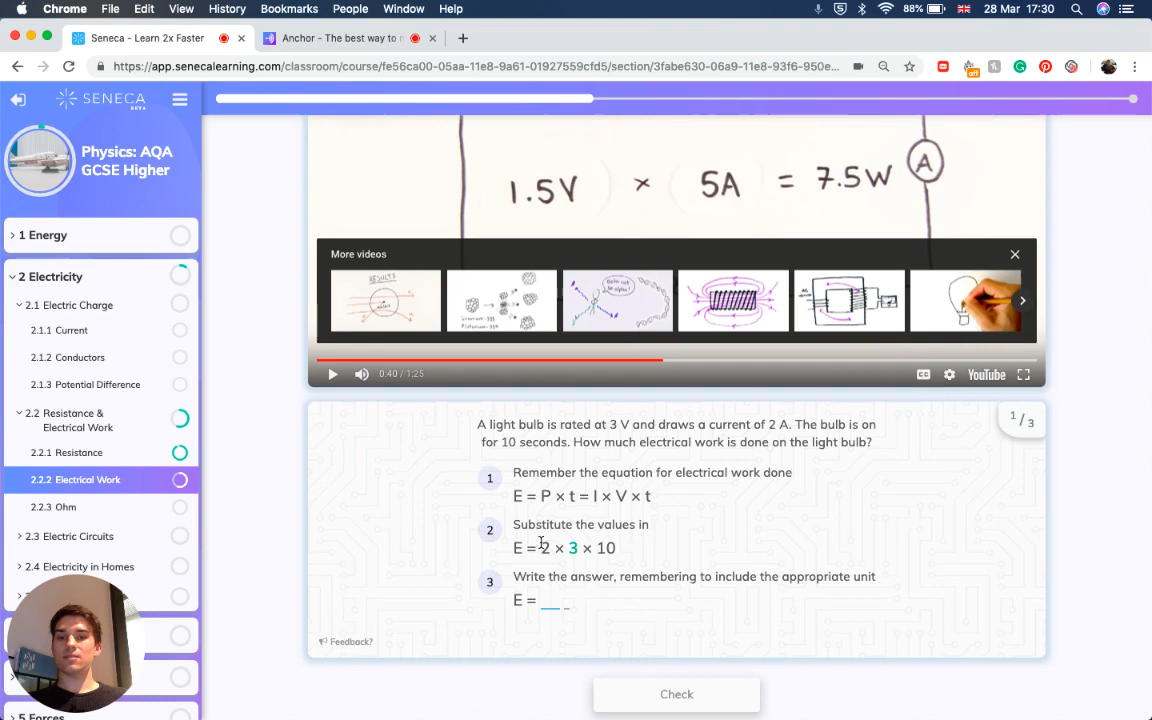 Chrome File Edit View History Bookmarks People Window Help
88% 28 Mar 17:30
Seneca - Learn 2x Faster
Anchor - The best way to
https://app.senecalearning.com/classroom/course/fe56ca00-05aa-11e8-9a61-01927559cfd5/section/3fabe630-06a9-11e8-93f6-950e...
off
SENECA
BETA
Physics: AQA
GCSE Higher
1 Energy
2 Electricity
2.1 Electric Charge
2.1.1 Current
2.1.2 Conductors
2.1.3 Potential Difference
2.2 Resistance &
Electrical Work
2.2.1 Resistance
2.2.2 Electrical Work
2.2.3 Ohm
2.3 Electric Circuits
2.4 Electricity in Homes
5 Forces
1.5V × 5A = 7.5W
A
More videos
RESULTS
0:40 / 1:25
CC
YouTube
1/3
A light bulb is rated at 3 V and draws a current of 2 A. The bulb is on
for 10 seconds. How much electrical work is done on the light bulb?
1 Remember the equation for electrical work done
E = P × t = I × V × t
2 Substitute the values in
E = 2 × 3 × 10
3 Write the answer, remembering to include the appropriate unit
E = __ _
Feedback?
Check